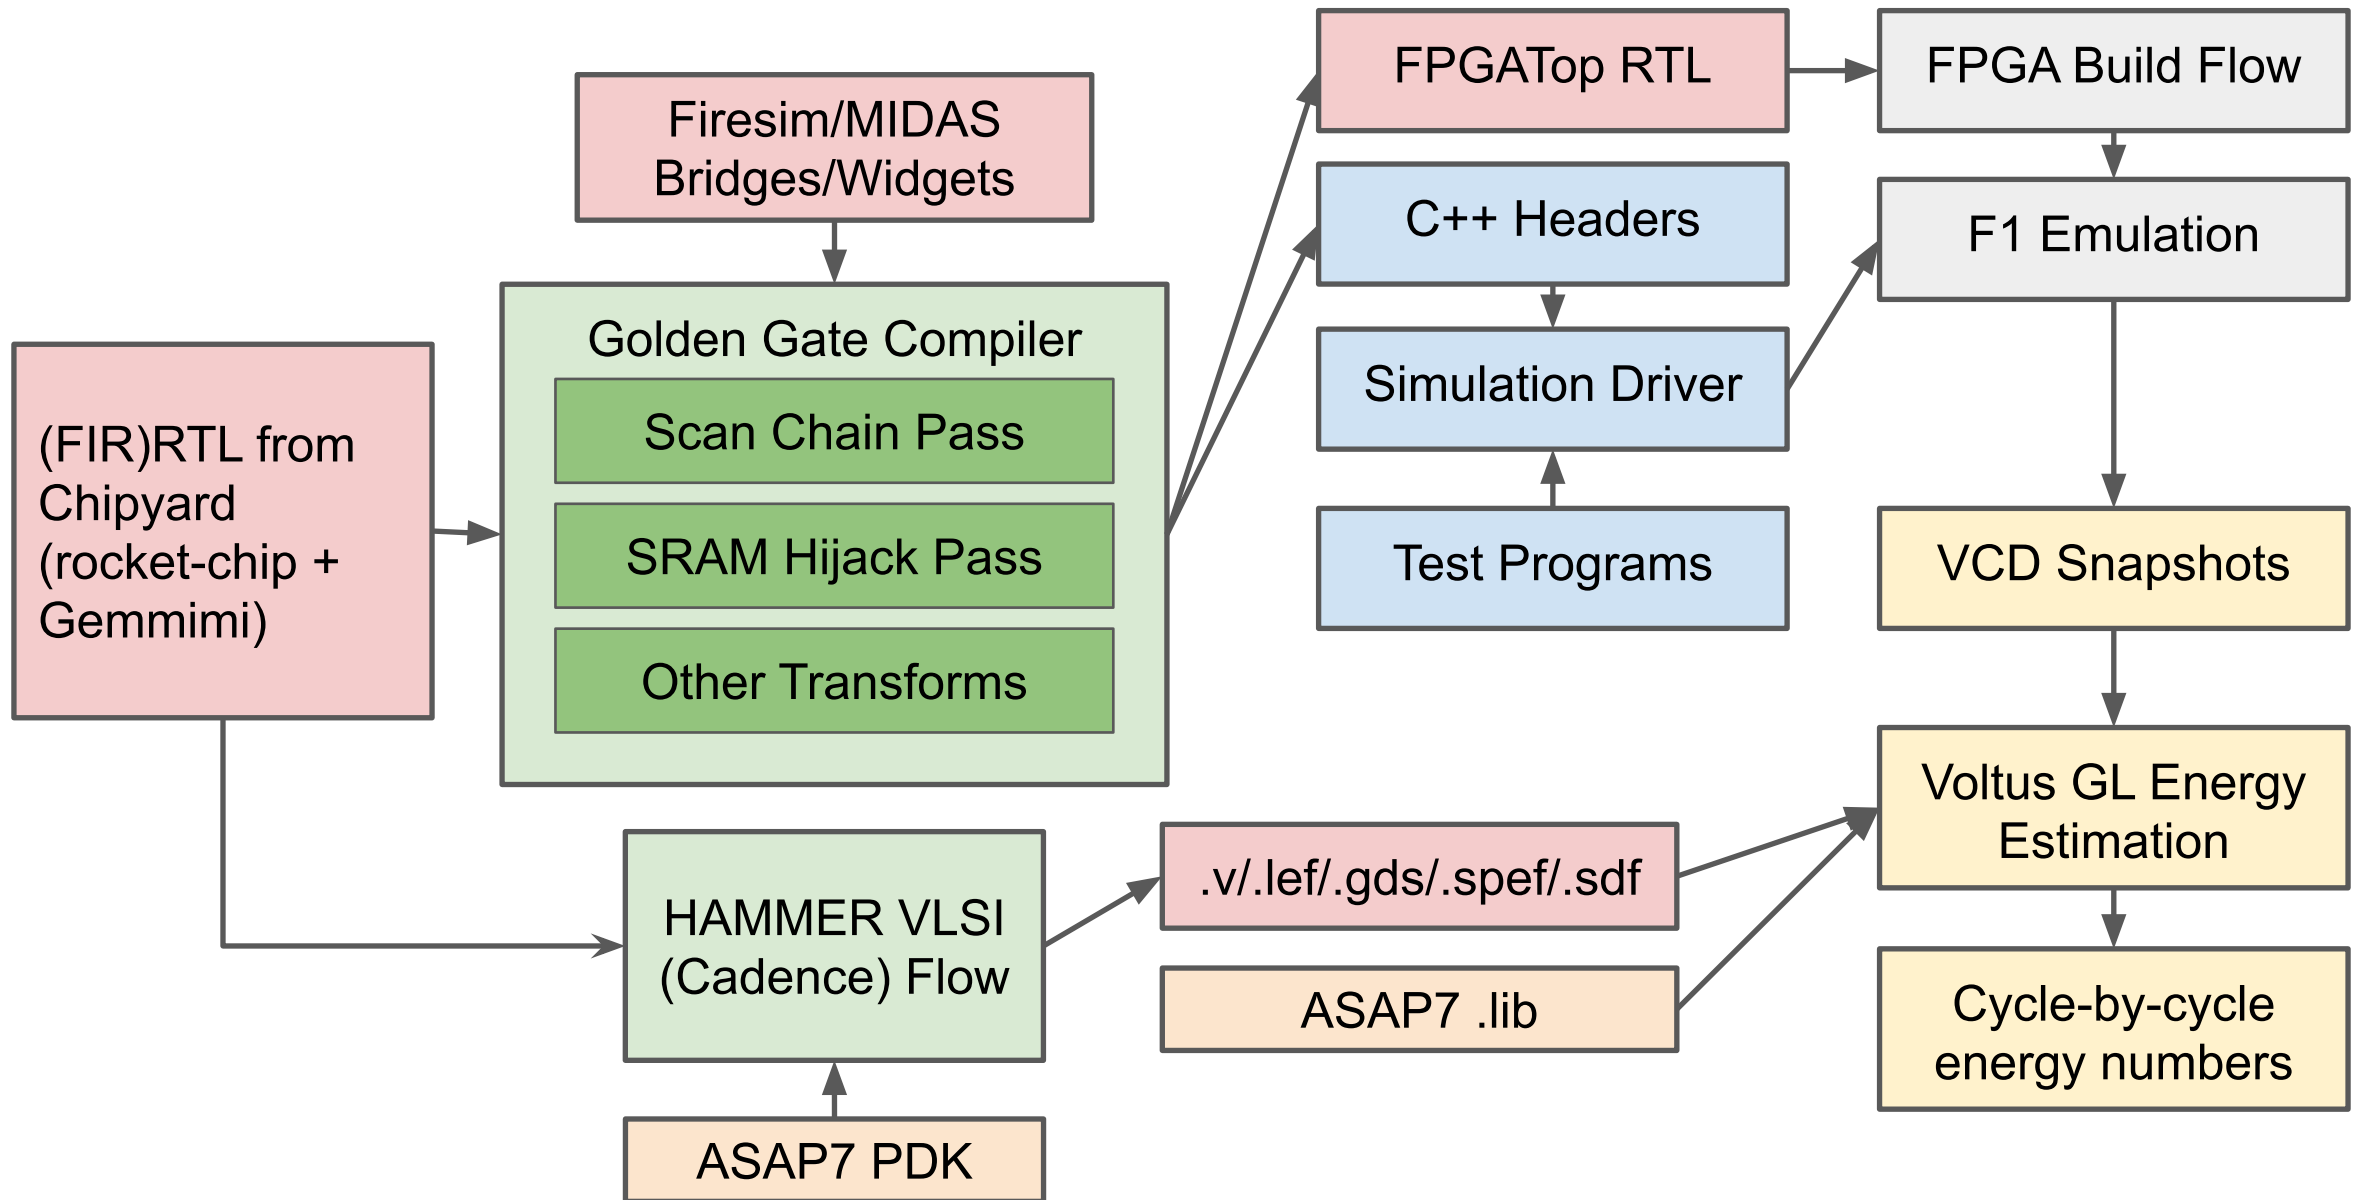 FPGATop RTL
FPGA Build Flow
Firesim/MIDAS
Bridges/Widgets
C++ Headers
F1 Emulation
Golden Gate Compiler
Scan Chain Pass
SRAM Hijack Pass
Other Transforms
Simulation Driver
(FIR)RTL from
Chipyard
(rocket-chip +
Gemmimi)
Test Programs
VCD Snapshots
Voltus GL Energy
Estimation
.v/.lef/.gds/.spef/.sdf
HAMMER VLSI
(Cadence) Flow
ASAP7 .lib
Cycle-by-cycle
energy numbers
ASAP7 PDK